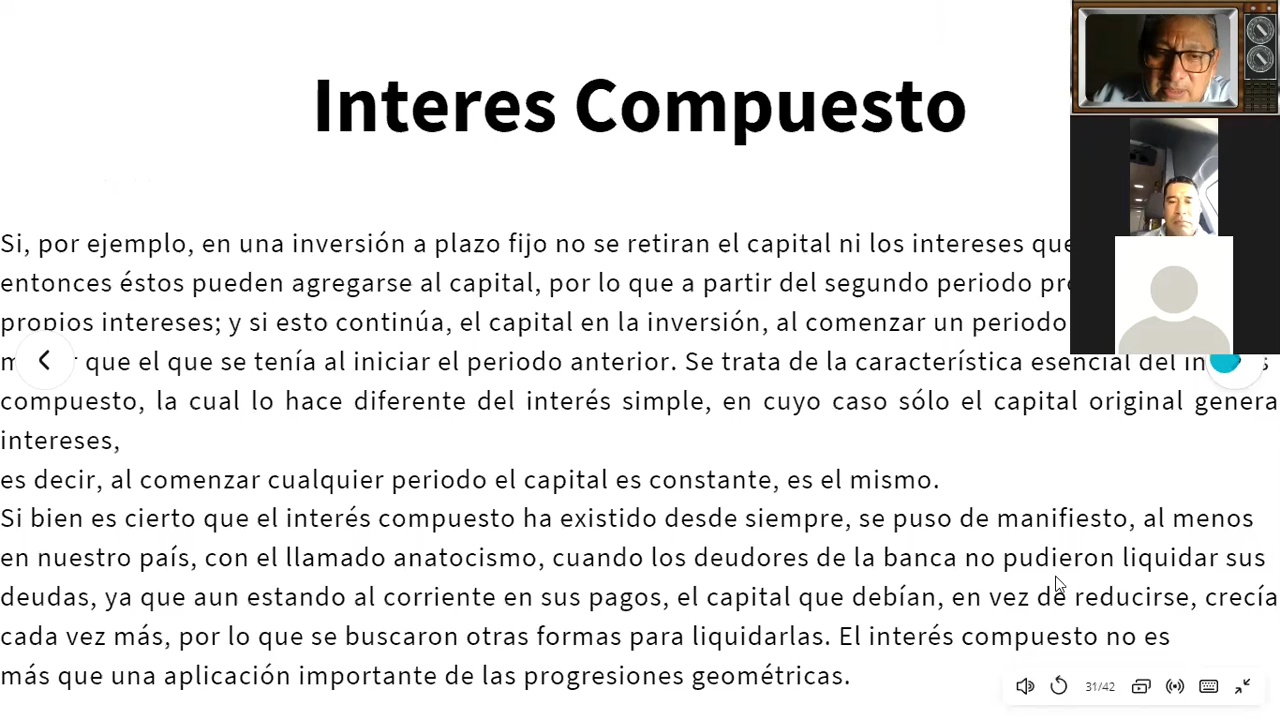 Interes Compuesto
Si, por ejemplo, en una inversión a plazo fijo no se retiran el capital ni los intereses que
entonces éstos pueden agregarse al capital, por lo que a partir del segundo periodo
propios intereses; y si esto continúa, el capital en la inversión, al comenzar un periodo
que el que se tenía al iniciar el periodo anterior. Se trata de la característica esencial del
compuesto, la cual lo hace diferente del interés simple, en cuyo caso sólo el capital original genera
intereses,
es decir, al comenzar cualquier periodo el capital es constante, es el mismo.
Si bien es cierto que el interés compuesto ha existido desde siempre, se puso de manifiesto, al menos
en nuestro país, con el llamado anatocismo, cuando los deudores de la banca no pudieron liquidar sus
deudas, ya que aun estando al corriente en sus pagos, el capital que debían, en vez de reducirse, crecía
cada vez más, por lo que se buscaron otras formas para liquidarlas. El interés compuesto no es
más que una aplicación importante de las progresiones geométricas.
31/42